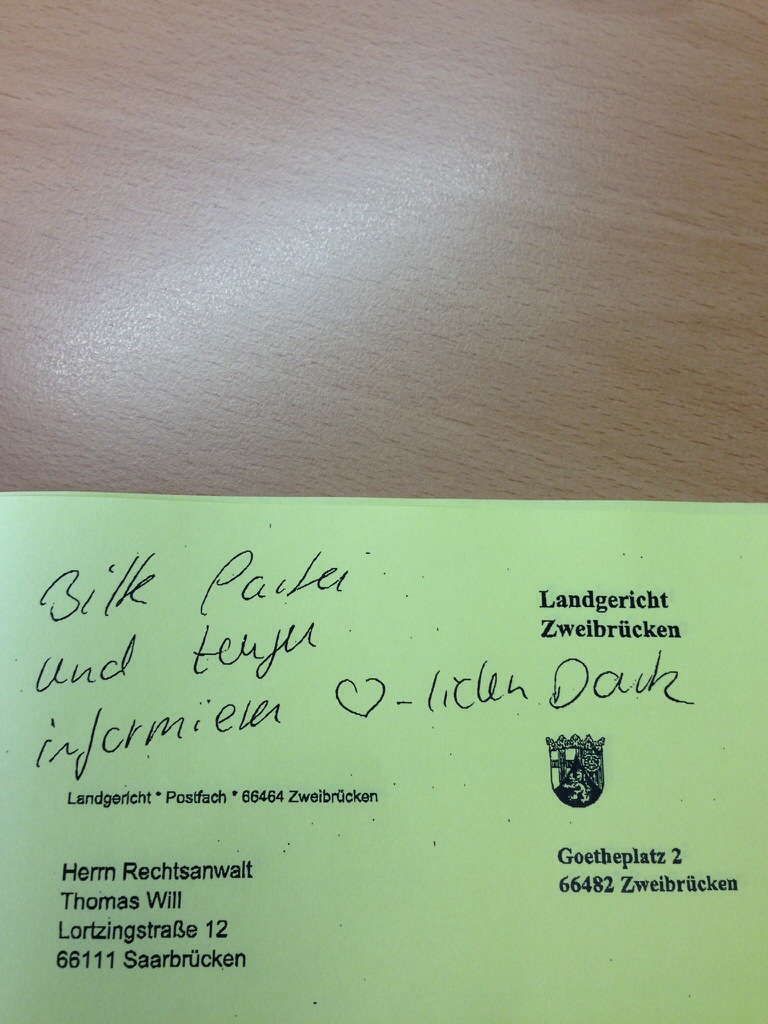 Bitte Partei
und Zeugen
informieren ♡-lichen Dank
Landgericht
Zweibrücken
Landgericht * Postfach * 66464 Zweibrücken
Herrn Rechtsanwalt
Thomas Will
Lortzingstraße 12
66111 Saarbrücken
Goetheplatz 2
66482 Zweibrücken